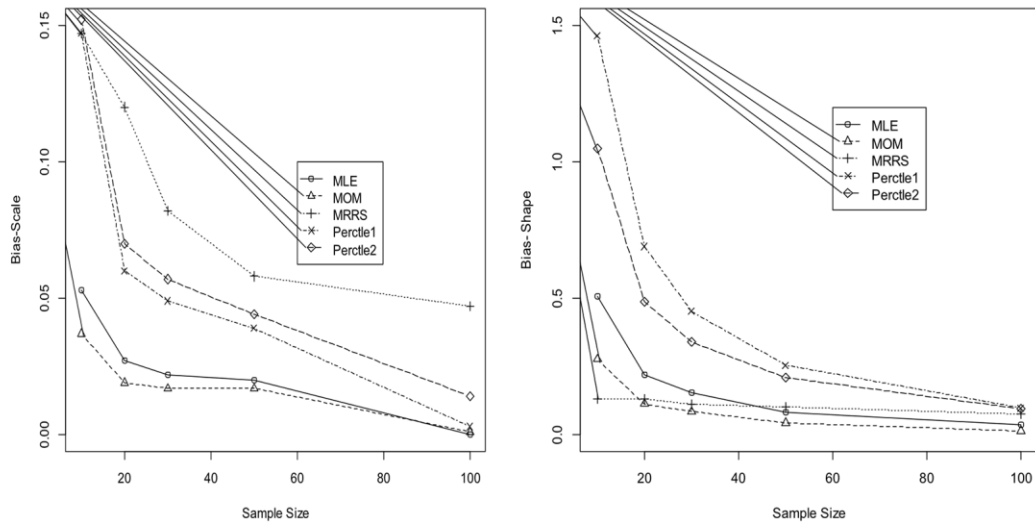 0.15
0.10
0.05
0.00
Bias-Scale
MLE
MOM
MRRS
Perctle1
Perctle2
20
40
60
80
100
Sample Size
1.5
1.0
0.5
0.0
Bias- Shape
MLE
MOM
MRRS
Perctle1
Perctle2
20
40
60
80
100
Sample Size